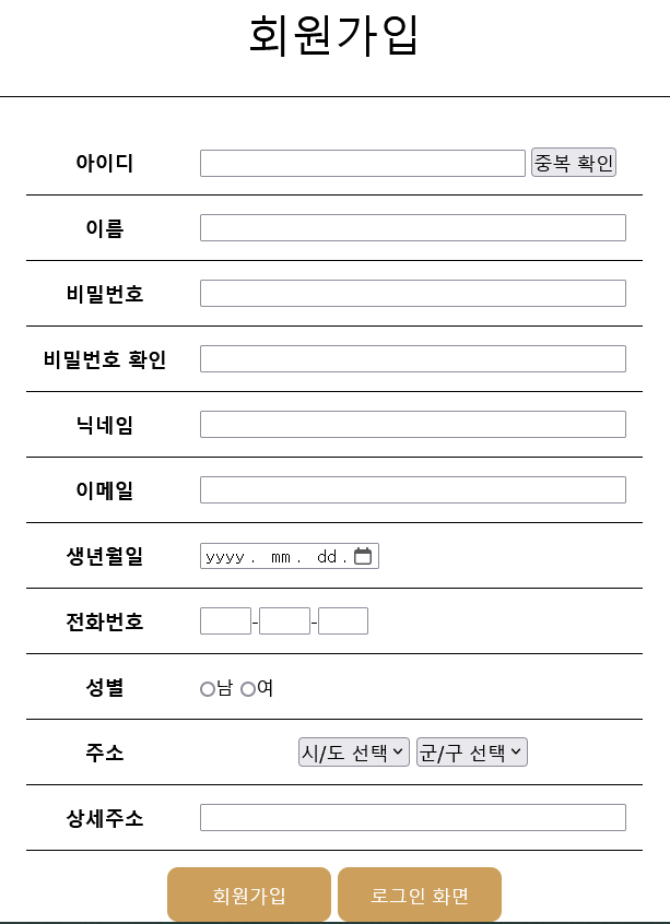 회원가입
아이디 중복 확인
이름
비밀번호
비밀번호 확인
닉네임
이메일
생년월일 yyyy. mm. dd.
전화번호 - -
성별 남 여
주소 시/도 선택 군/구 선택
상세주소
회원가입 로그인 화면